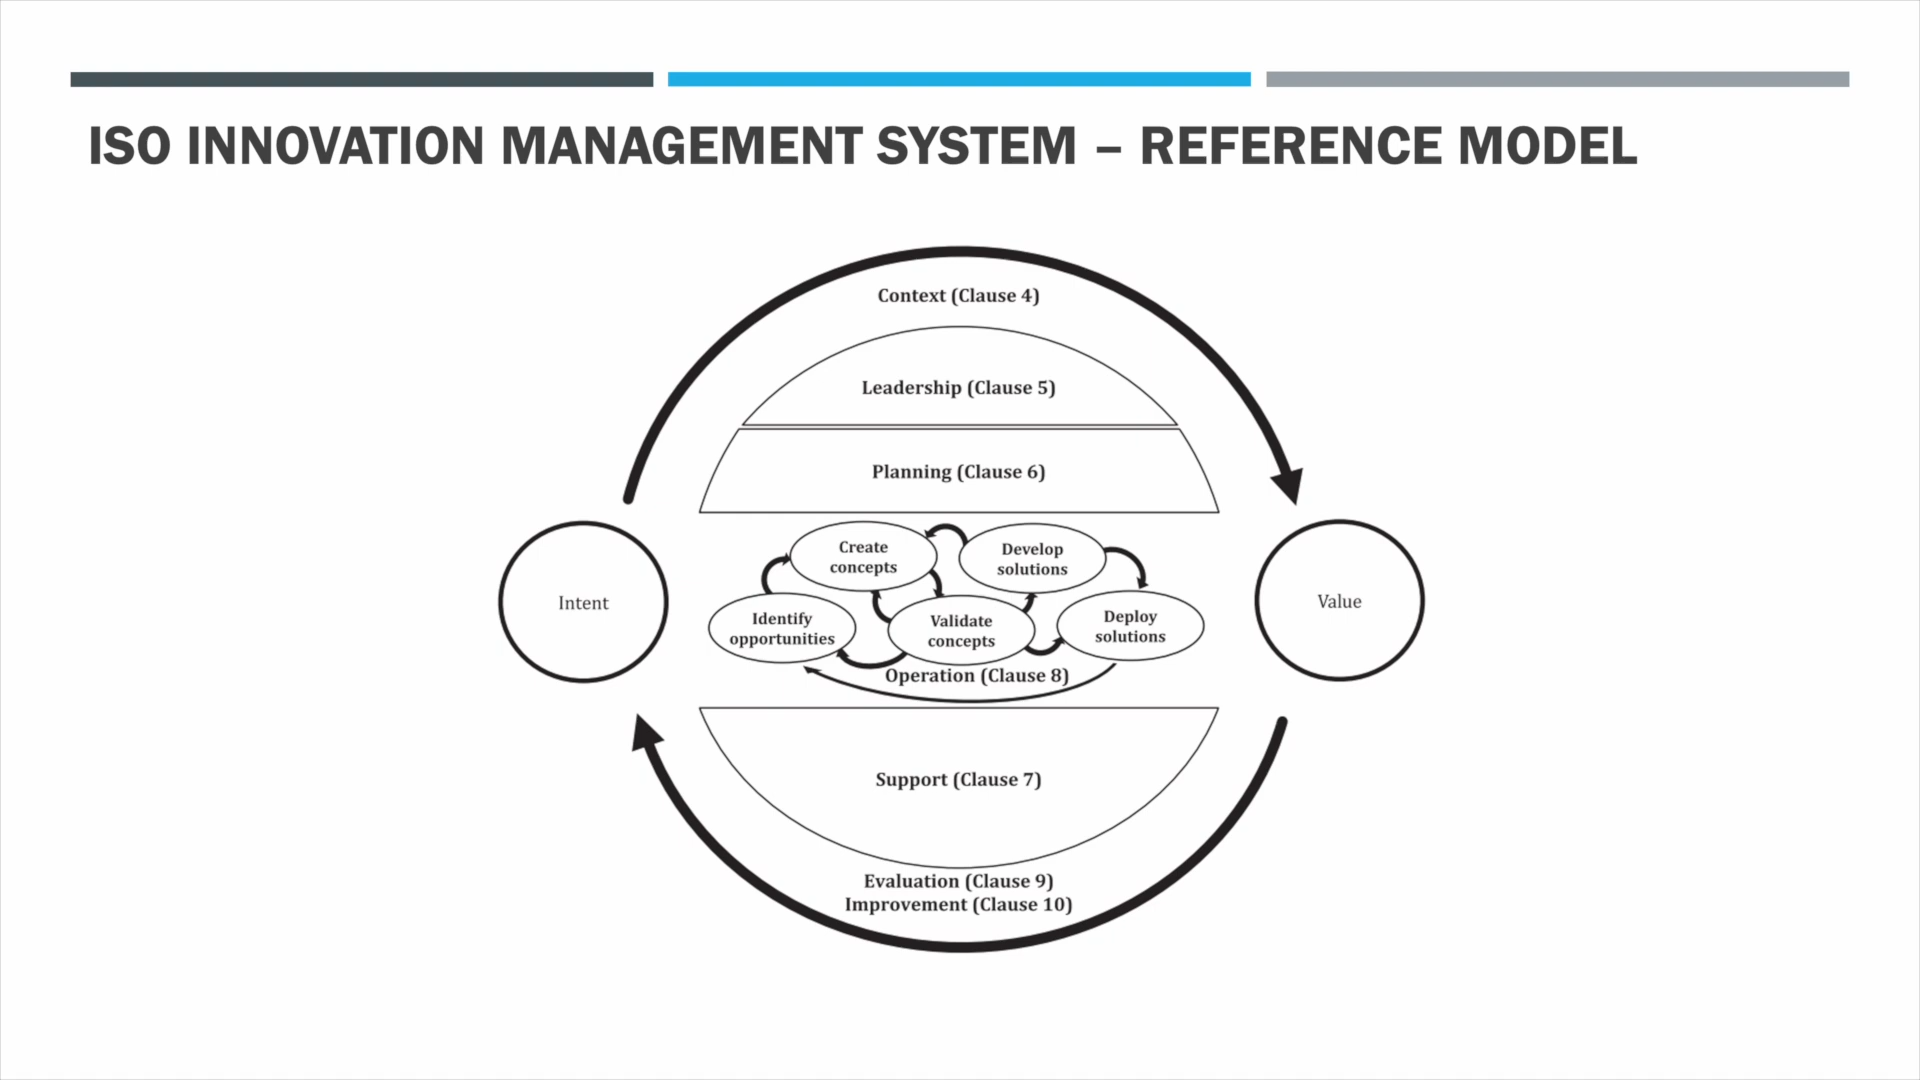 ISO INNOVATION MANAGEMENT SYSTEM – REFERENCE MODEL
Context (Clause 4)
Leadership (Clause 5)
Planning (Clause 6)
Intent
Create
concepts
Develop
solutions
Identify
opportunities
Validate
concepts
Deploy
solutions
Operation (Clause 8)
Value
Support (Clause 7)
Evaluation (Clause 9)
Improvement (Clause 10)